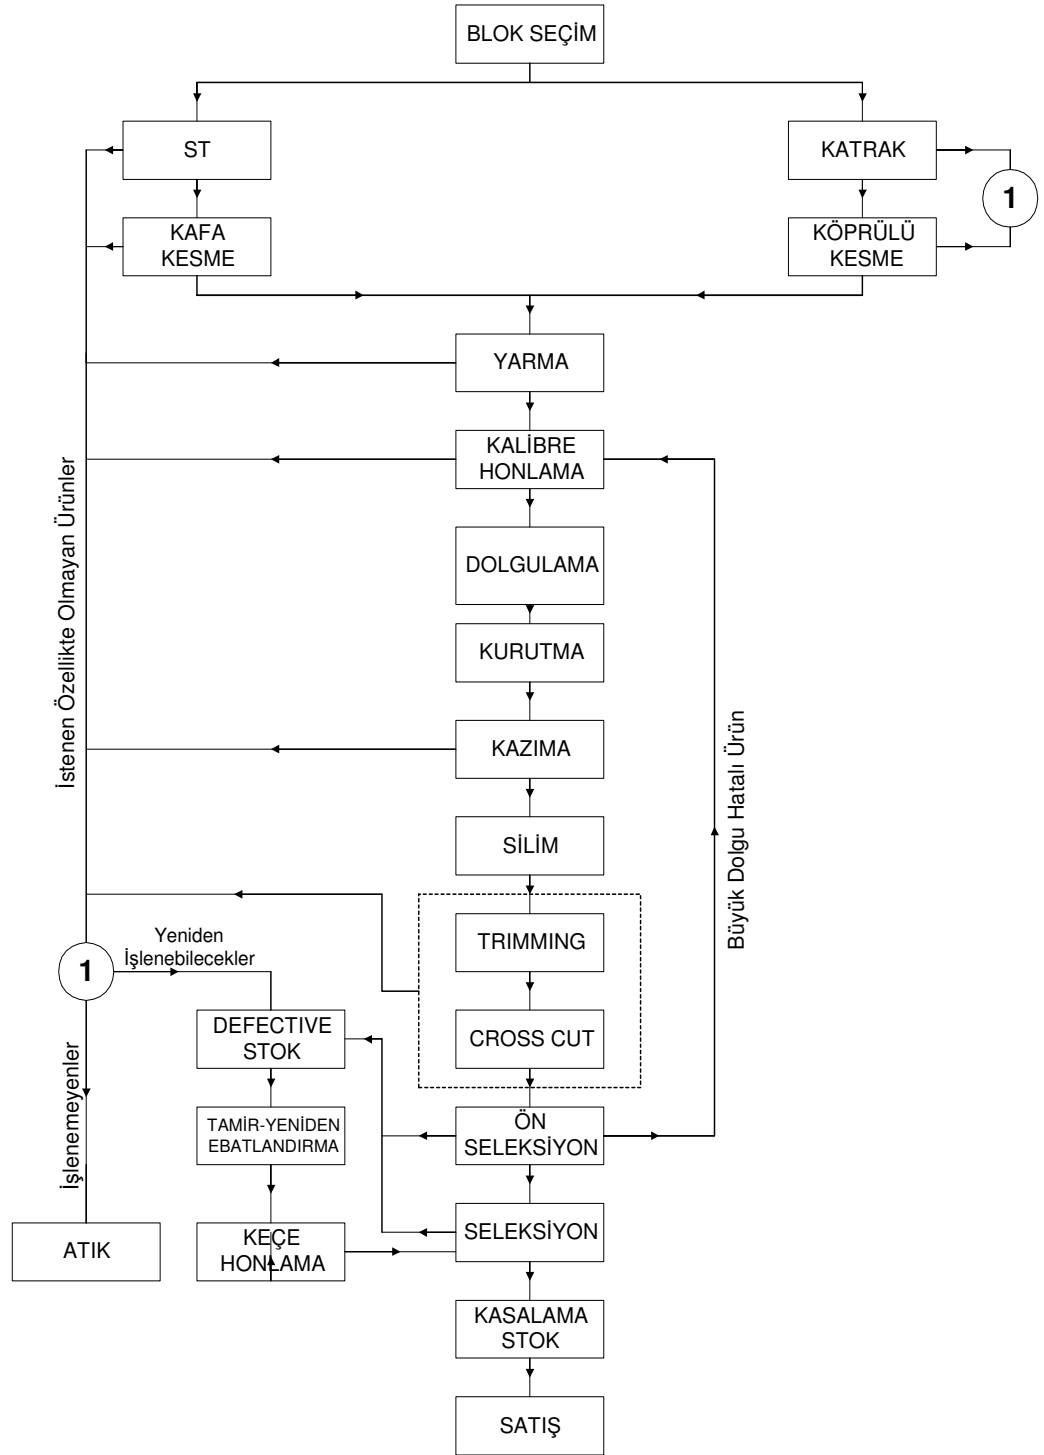 BLOK SEÇİM
ST
KATRAK
1
KAFA
KESME
KÖPRÜLÜ
KESME
YARMA
KALİBRE
HONLAMA
İstenen Özellikte Olmayan Ürünler
DOLGULAMA
KURUTMA
KAZIMA
Büyük Dolgu Hatalı Ürün
SİLİM
TRIMMING
Yeniden
İşlenebilecekler
1
CROSS CUT
DEFECTIVE
STOK
İşlenemeyenler
TAMİR-YENİDEN
EBATLANDIRMA
ÖN
SELEKSİYON
ATIK
KEÇE
HONLAMA
SELEKSİYON
KASALAMA
STOK
SATIŞ